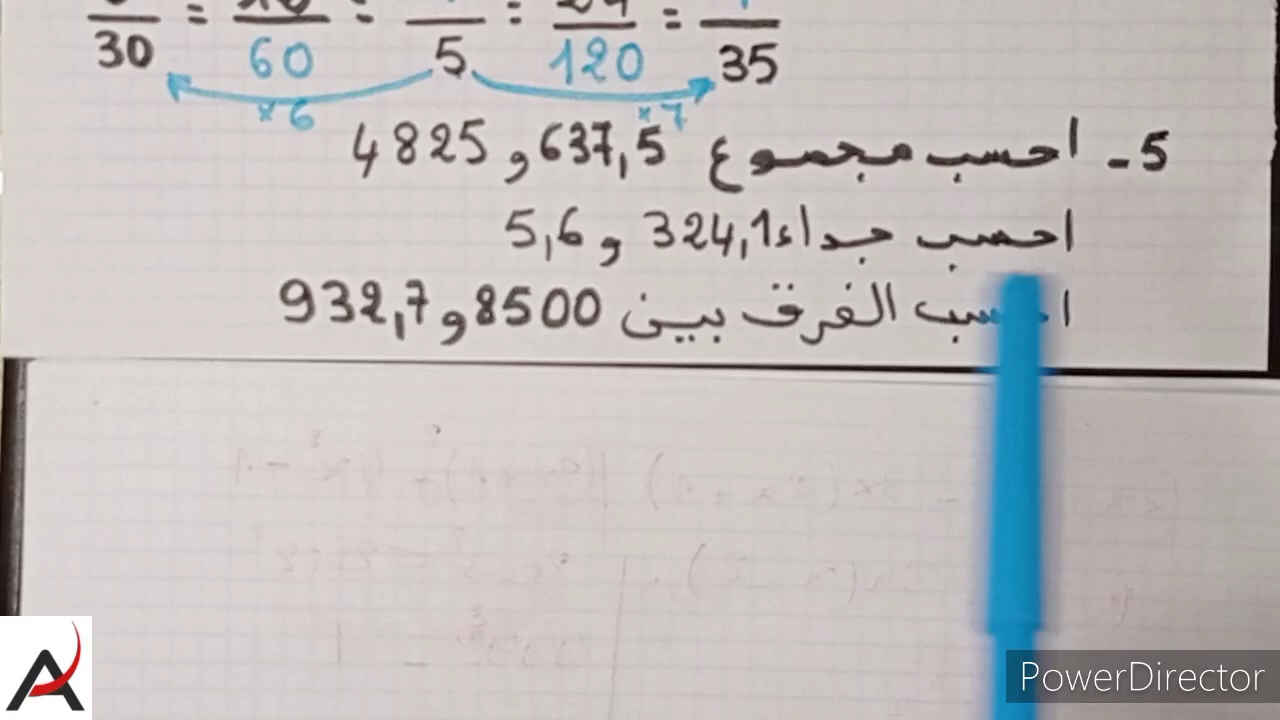 30 = 60 = 5 = 120 = 35
×6 ×7
5 - احسب مجموع 637,5 و 4825
احسب جداء 324,1 و 5,6
احسب الفرق بين 8500 و 932,7
PowerDirector